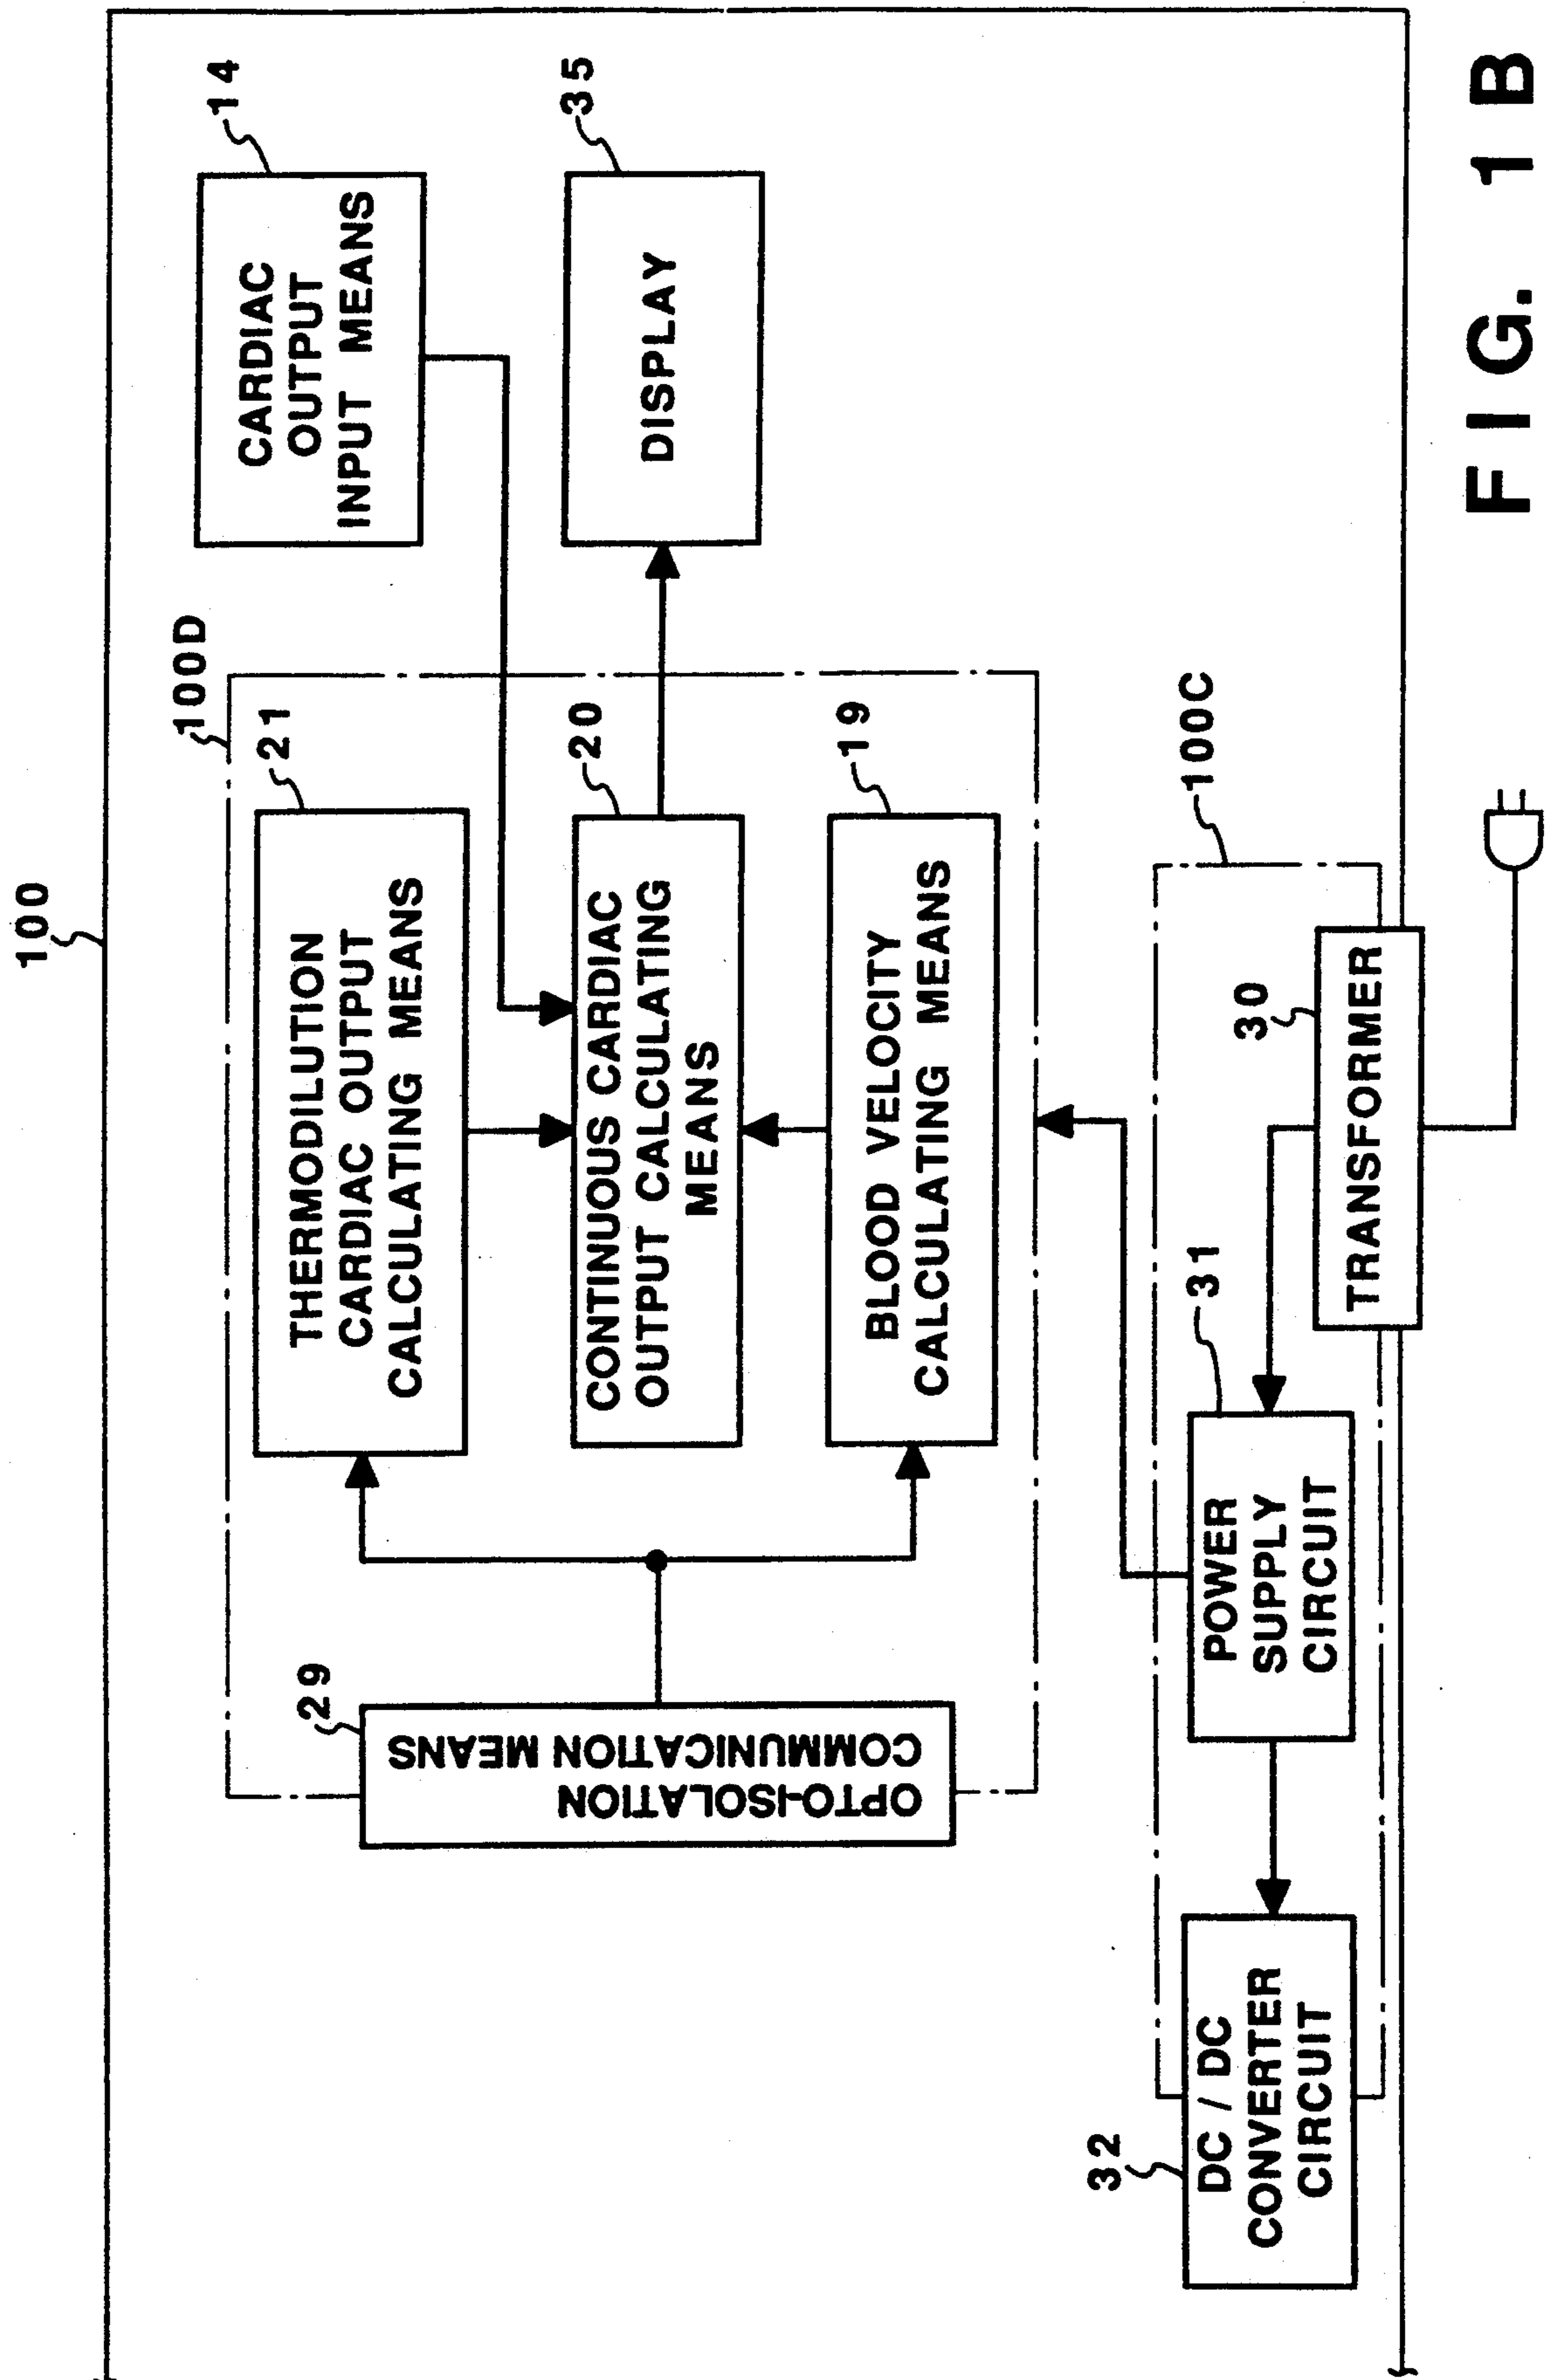 100
14
CARDIAC
OUTPUT
INPUT MEANS
35
DISPLAY
100D
21
THERMODILUTION
CARDIAC OUTPUT
CALCULATING MEANS
20
CONTINUOUS CARDIAC
OUTPUT CALCULATING
MEANS
19
BLOOD VELOCITY
CALCULATING MEANS
29
OPTO-ISOLATION
COMMUNICATION MEANS
100C
30
TRANSFORMER
31
POWER
SUPPLY
CIRCUIT
32
DC / DC
CONVERTER
CIRCUIT
FIG. 1B